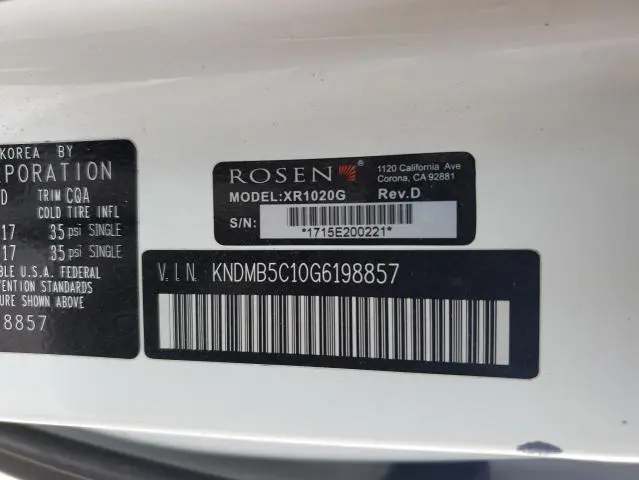 KOREA BY
RPORATION
D TRIM CQA
COLD TIRE INFL
17 35 psi SINGLE
17 35 psi SINGLE
BLE U.S.A. FEDERAL
VENTION STANDARDS
URE SHOWN ABOVE
8857
ROSEN
1120 California Ave
Corona, CA 92881
MODEL:XR1020G Rev.D
S/N:
*1715E200221*
V.I.N. KNDMB5C10G6198857